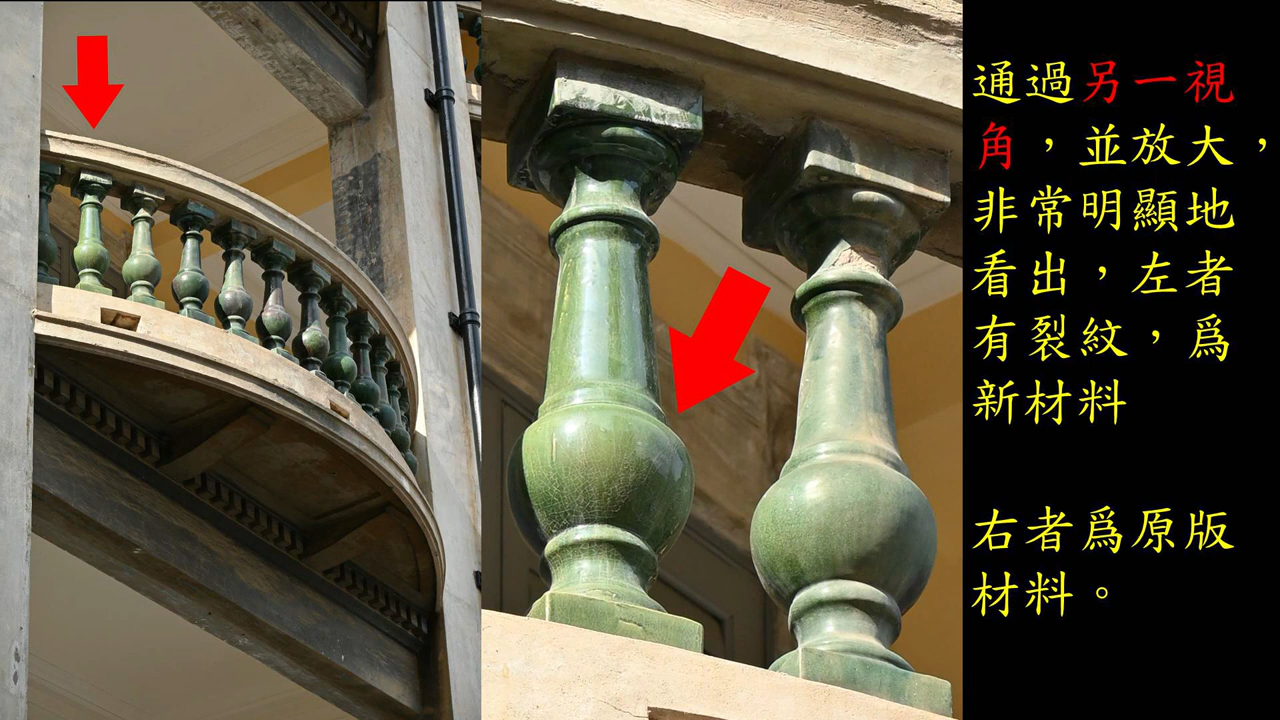 通過另一視
角，並放大，
非常明顯地
看出，左者
有裂紋，爲
新材料
右者爲原版
材料。